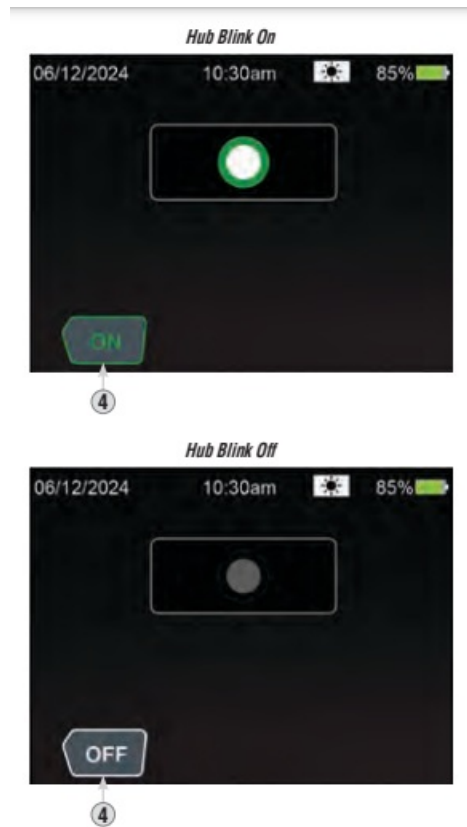 Hub Blink On
06/12/2024 10:30am 85%
ON
4
Hub Blink Off
06/12/2024 10:30am 85%
OFF
4